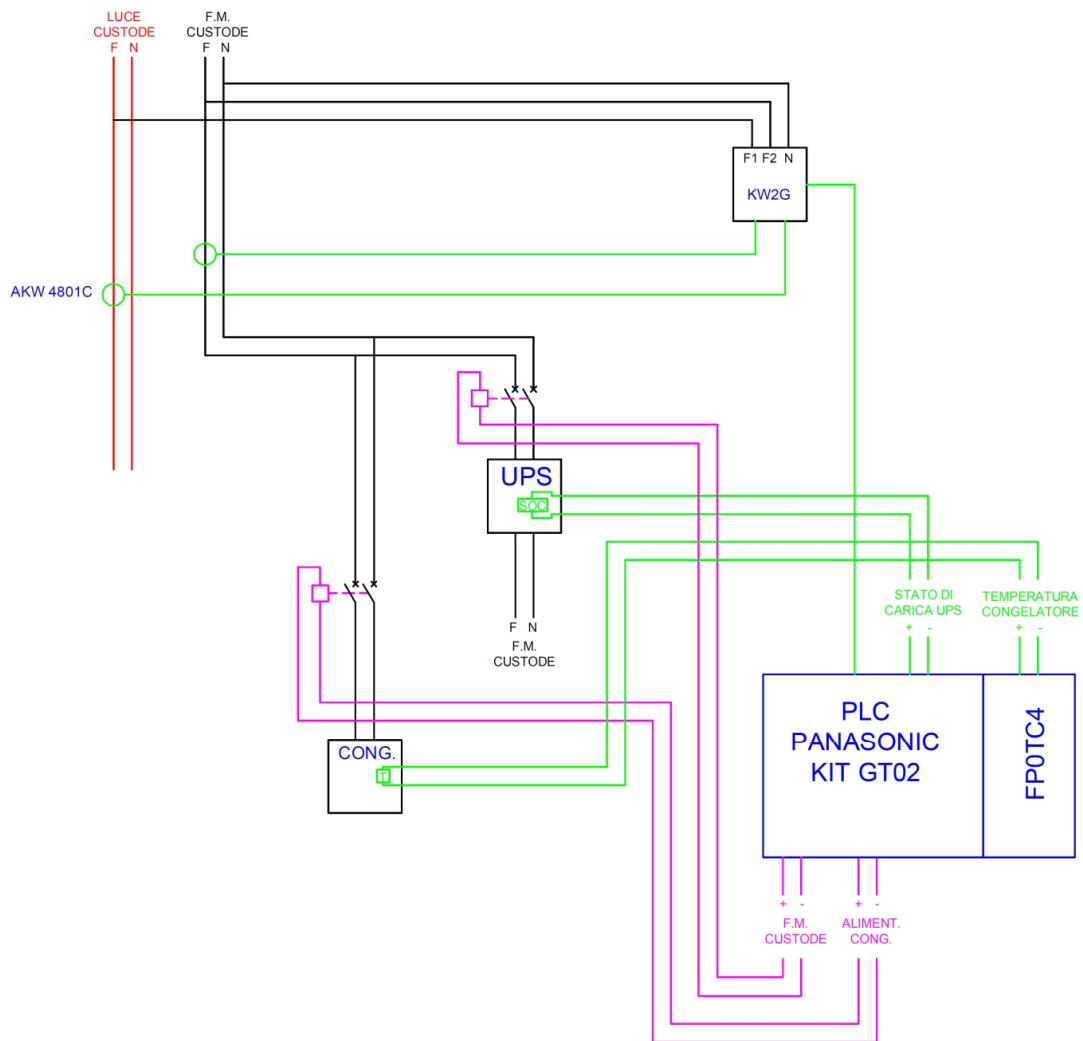 LUCE
CUSTODE
F N
F.M.
CUSTODE
F N
F1 F2 N
KW2G
AKW 4801C
UPS
SOC
F N
F.M.
CUSTODE
STATO DI
CARICA UPS
+ -
TEMPERATURA
CONGELATORE
+ -
CONG.
T
PLC
PANASONIC
KIT GT02
FP0TC4
+ -
F.M.
CUSTODE
+ -
ALIMENT.
CONG.